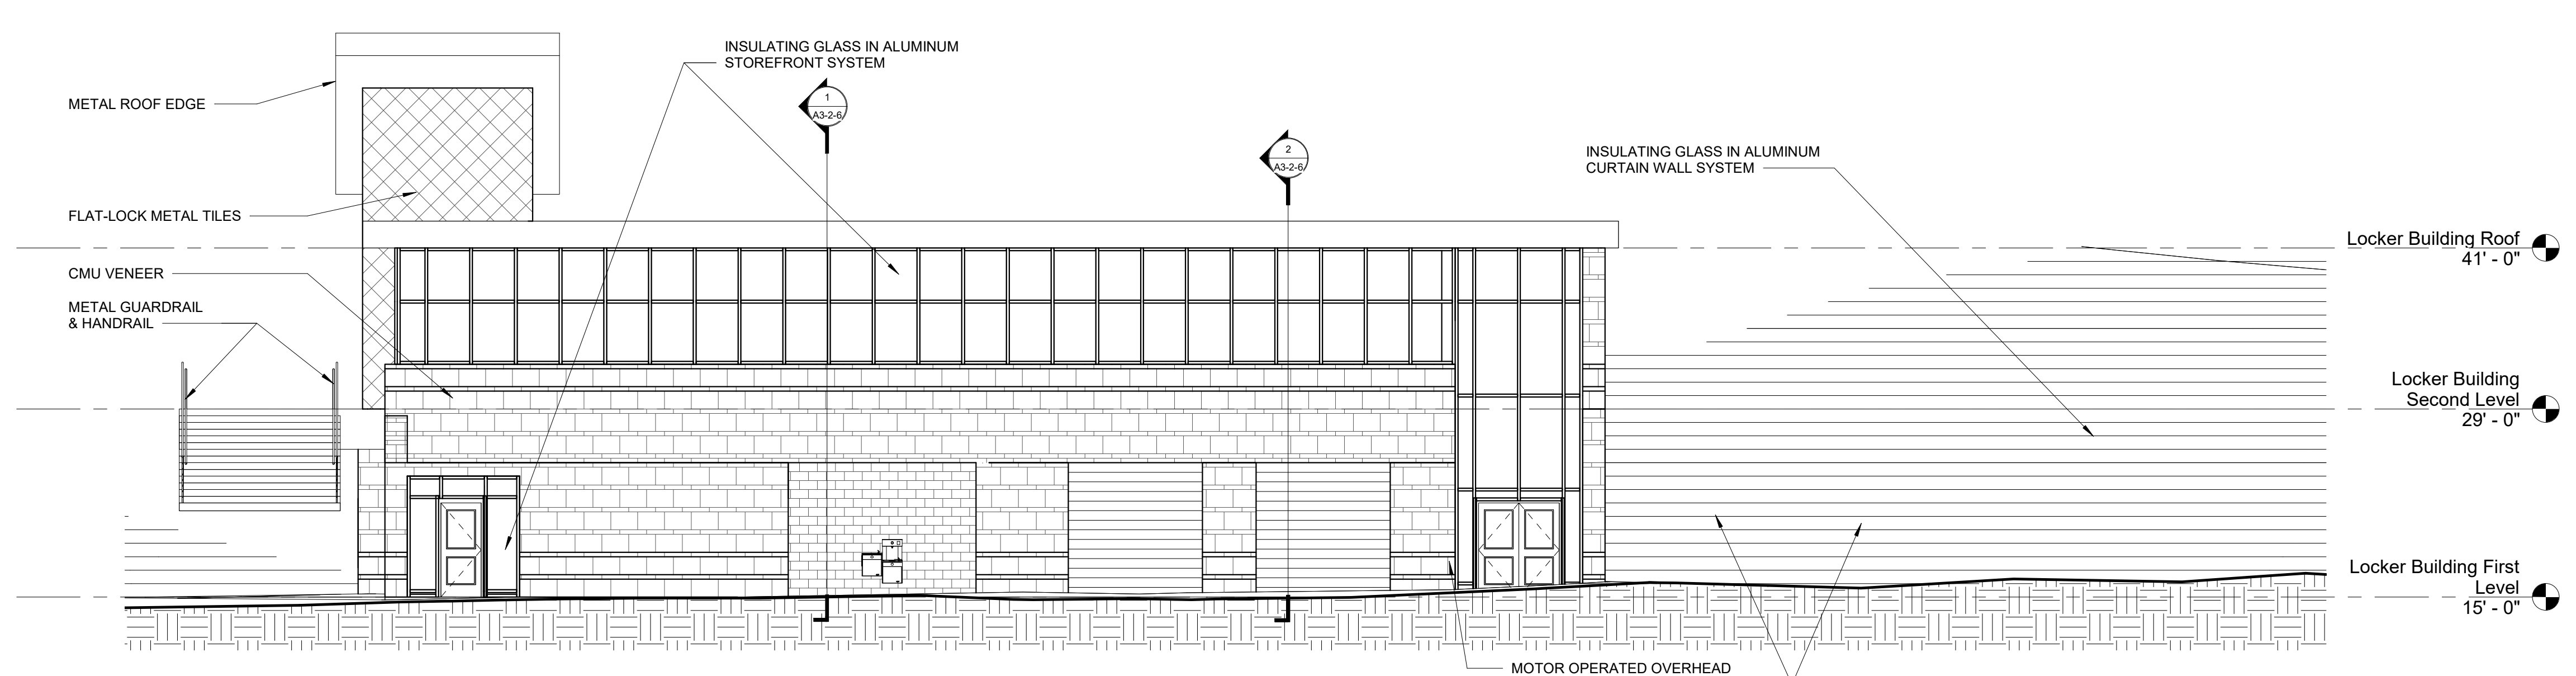 INSULATING GLASS IN ALUMINUM
STOREFRONT SYSTEM
METAL ROOF EDGE
1
A3-2-6
2
A3-2-6
INSULATING GLASS IN ALUMINUM
CURTAIN WALL SYSTEM
FLAT-LOCK METAL TILES
Locker Building Roof
41' - 0"
CMU VENEER
METAL GUARDRAIL
& HANDRAIL
Locker Building
Second Level
29' - 0"
Locker Building First
Level
15' - 0"
MOTOR OPERATED OVERHEAD